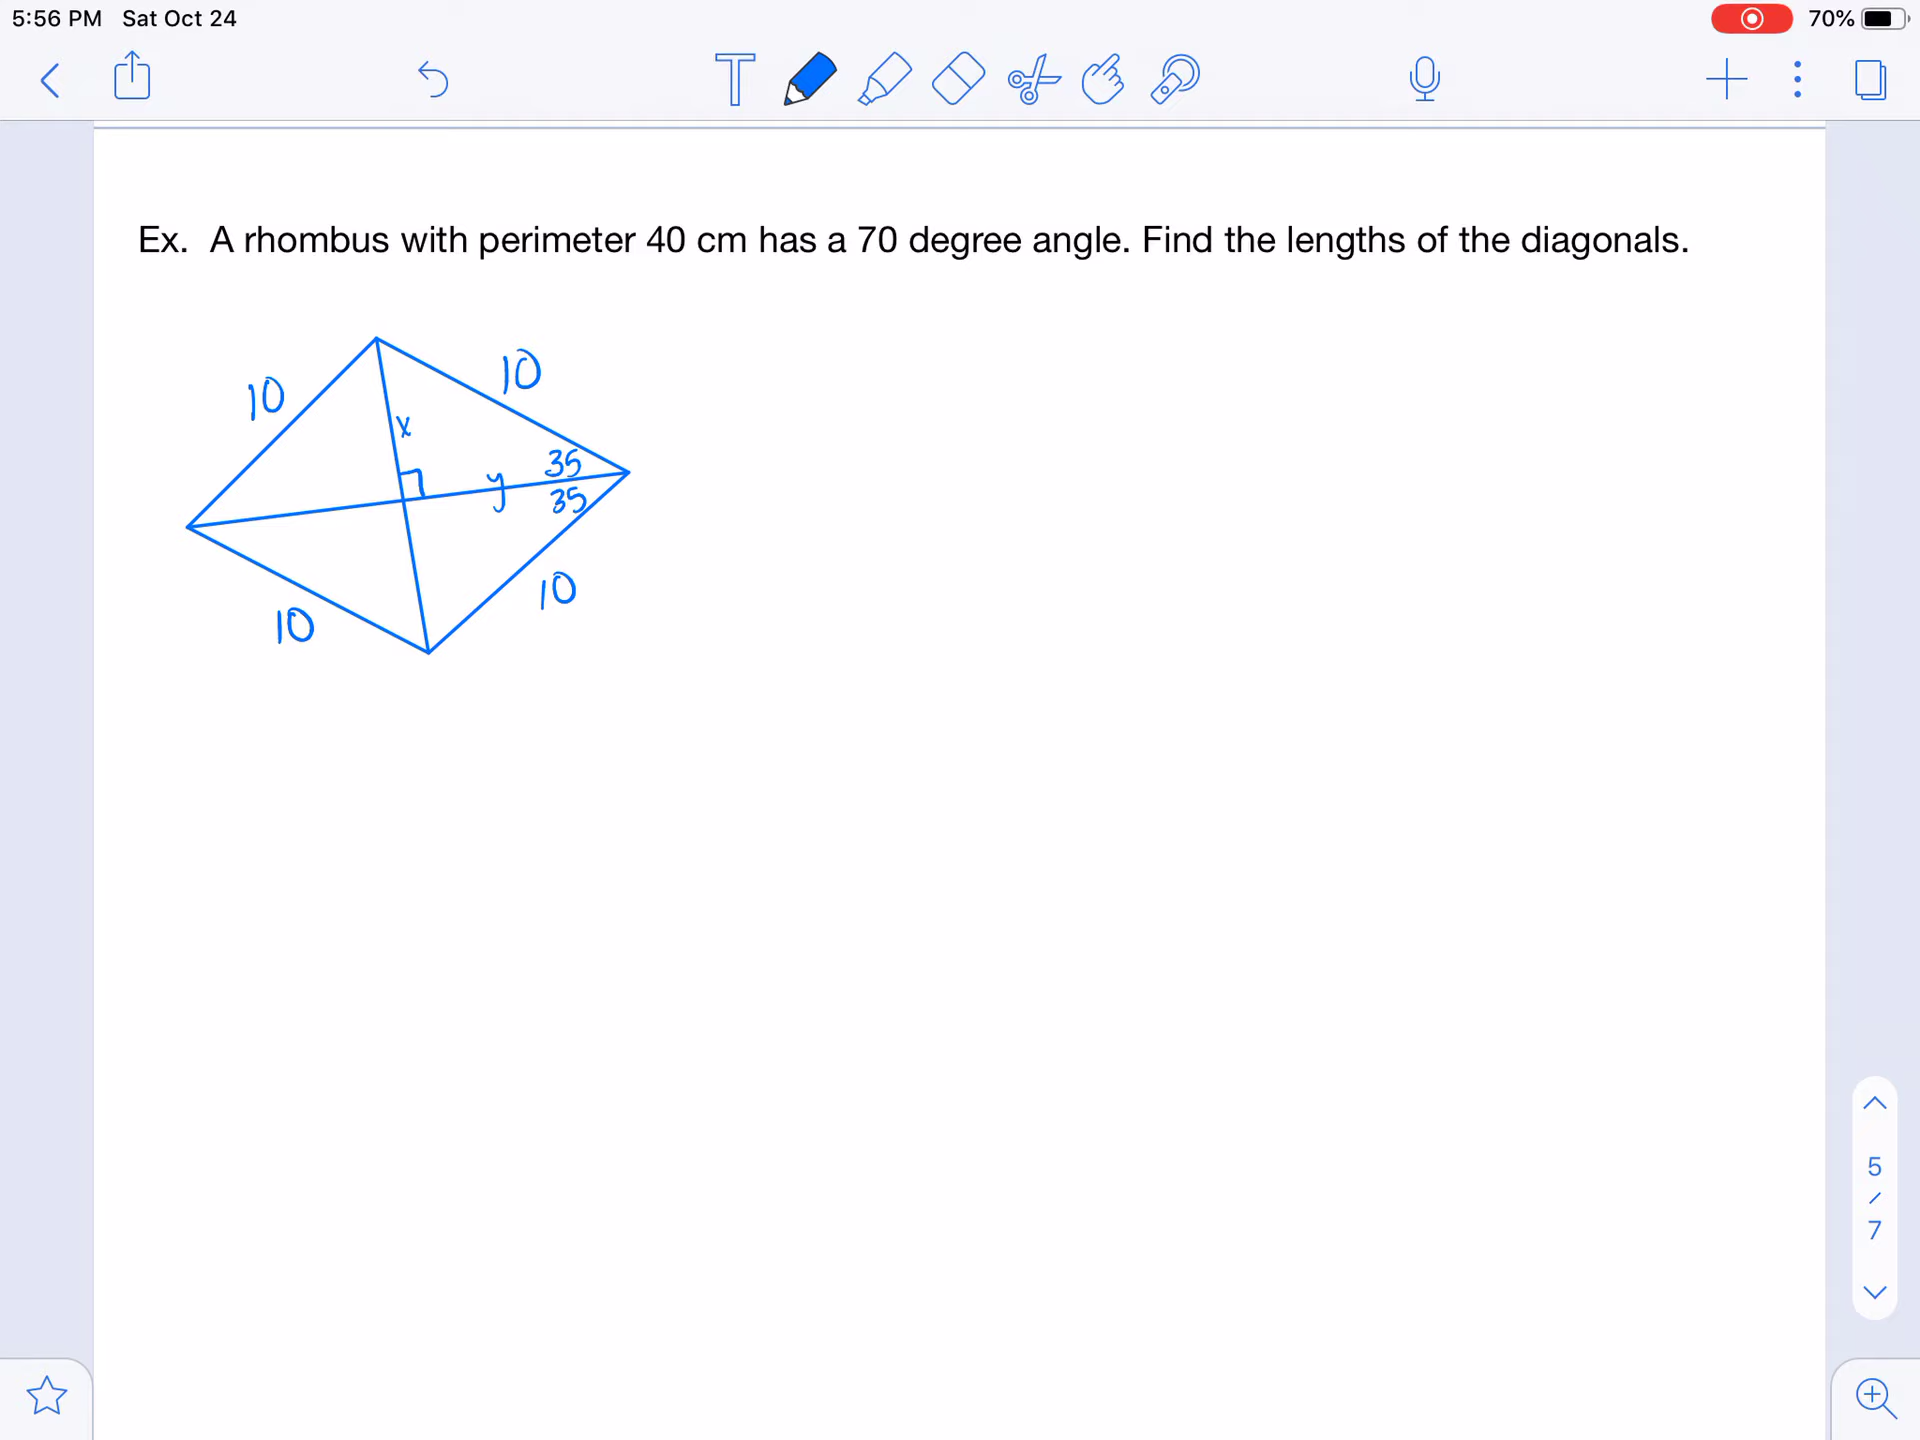 5:56 PM Sat Oct 24
70%
T
Ex. A rhombus with perimeter 40 cm has a 70 degree angle. Find the lengths of the diagonals.
10
10
x
35
y
35
10
10
5
/
7